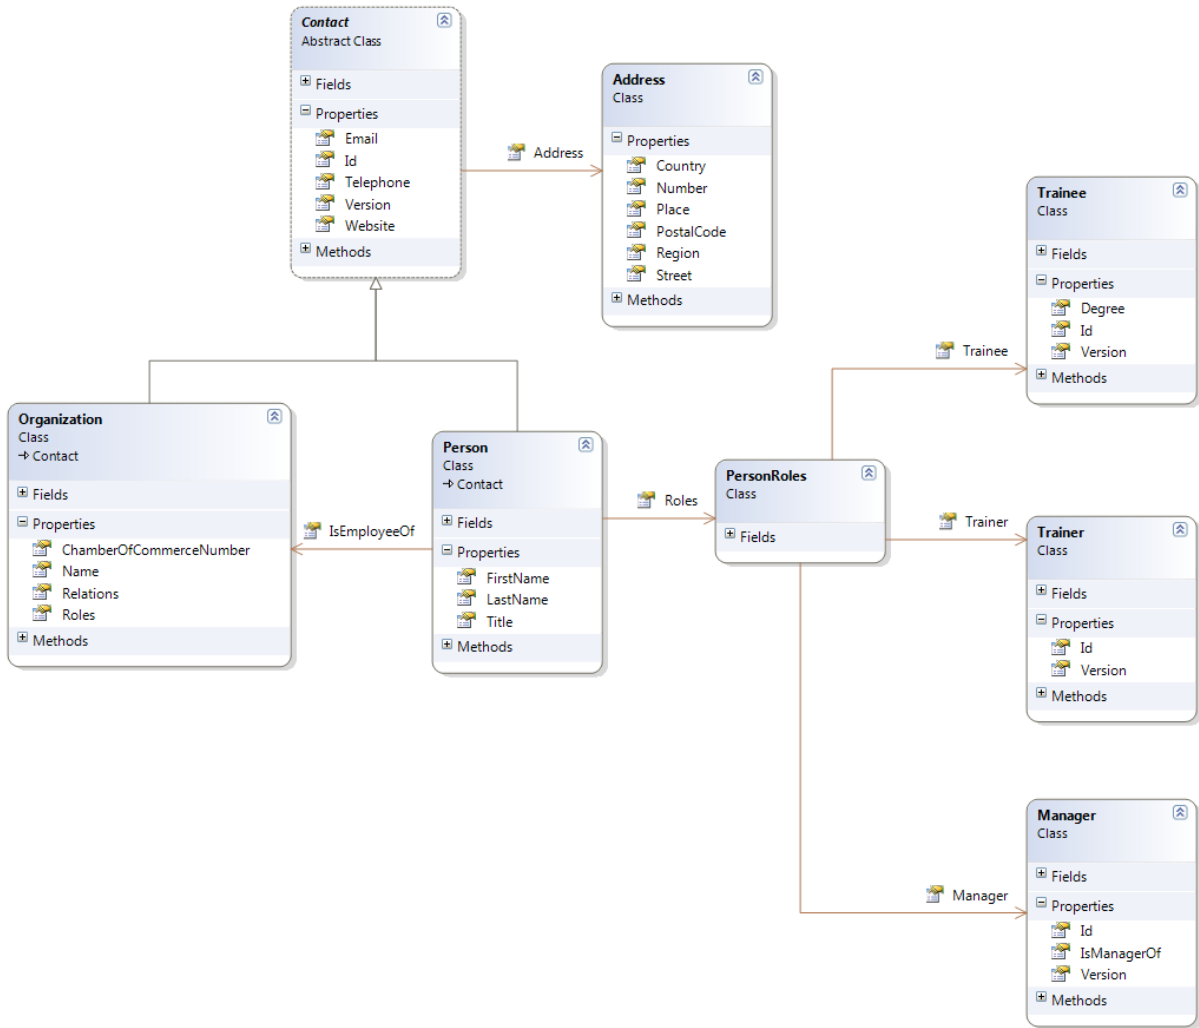 Contact
Abstract Class
Fields
Properties
Email
Id
Telephone
Version
Website
Methods
Address
Address
Class
Properties
Country
Number
Place
PostalCode
Region
Street
Methods
Trainee
Trainee
Class
Fields
Properties
Degree
Id
Version
Methods
Organization
Class
Contact
Fields
Properties
ChamberOfCommerceNumber
Name
Relations
Roles
Methods
IsEmployeeOf
Person
Class
Contact
Fields
Properties
FirstName
LastName
Title
Methods
Roles
PersonRoles
Class
Fields
Trainer
Trainer
Class
Fields
Properties
Id
Version
Methods
Manager
Manager
Class
Fields
Properties
Id
IsManagerOf
Version
Methods